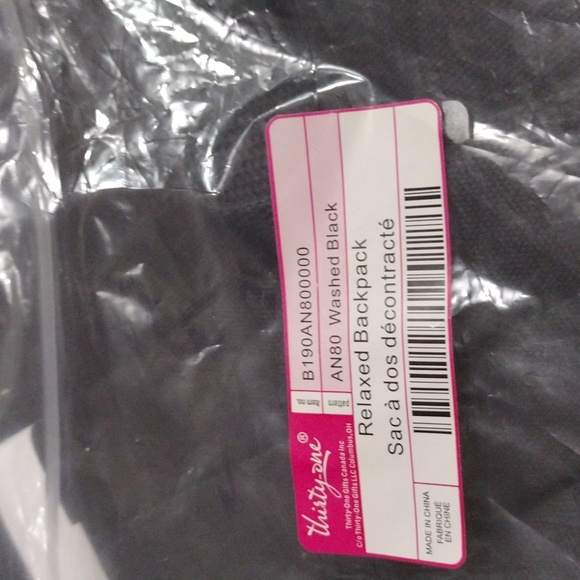 thirty-one®
Thirty-One Gifts Canada Inc
C/o Thirty-One Gifts LLC Columbus,OH
item no.
B190AN800000
pattern
AN80 Washed Black
Relaxed Backpack
Sac à dos décontracté
MADE IN CHINA
FABRIQUÉ
EN CHINE